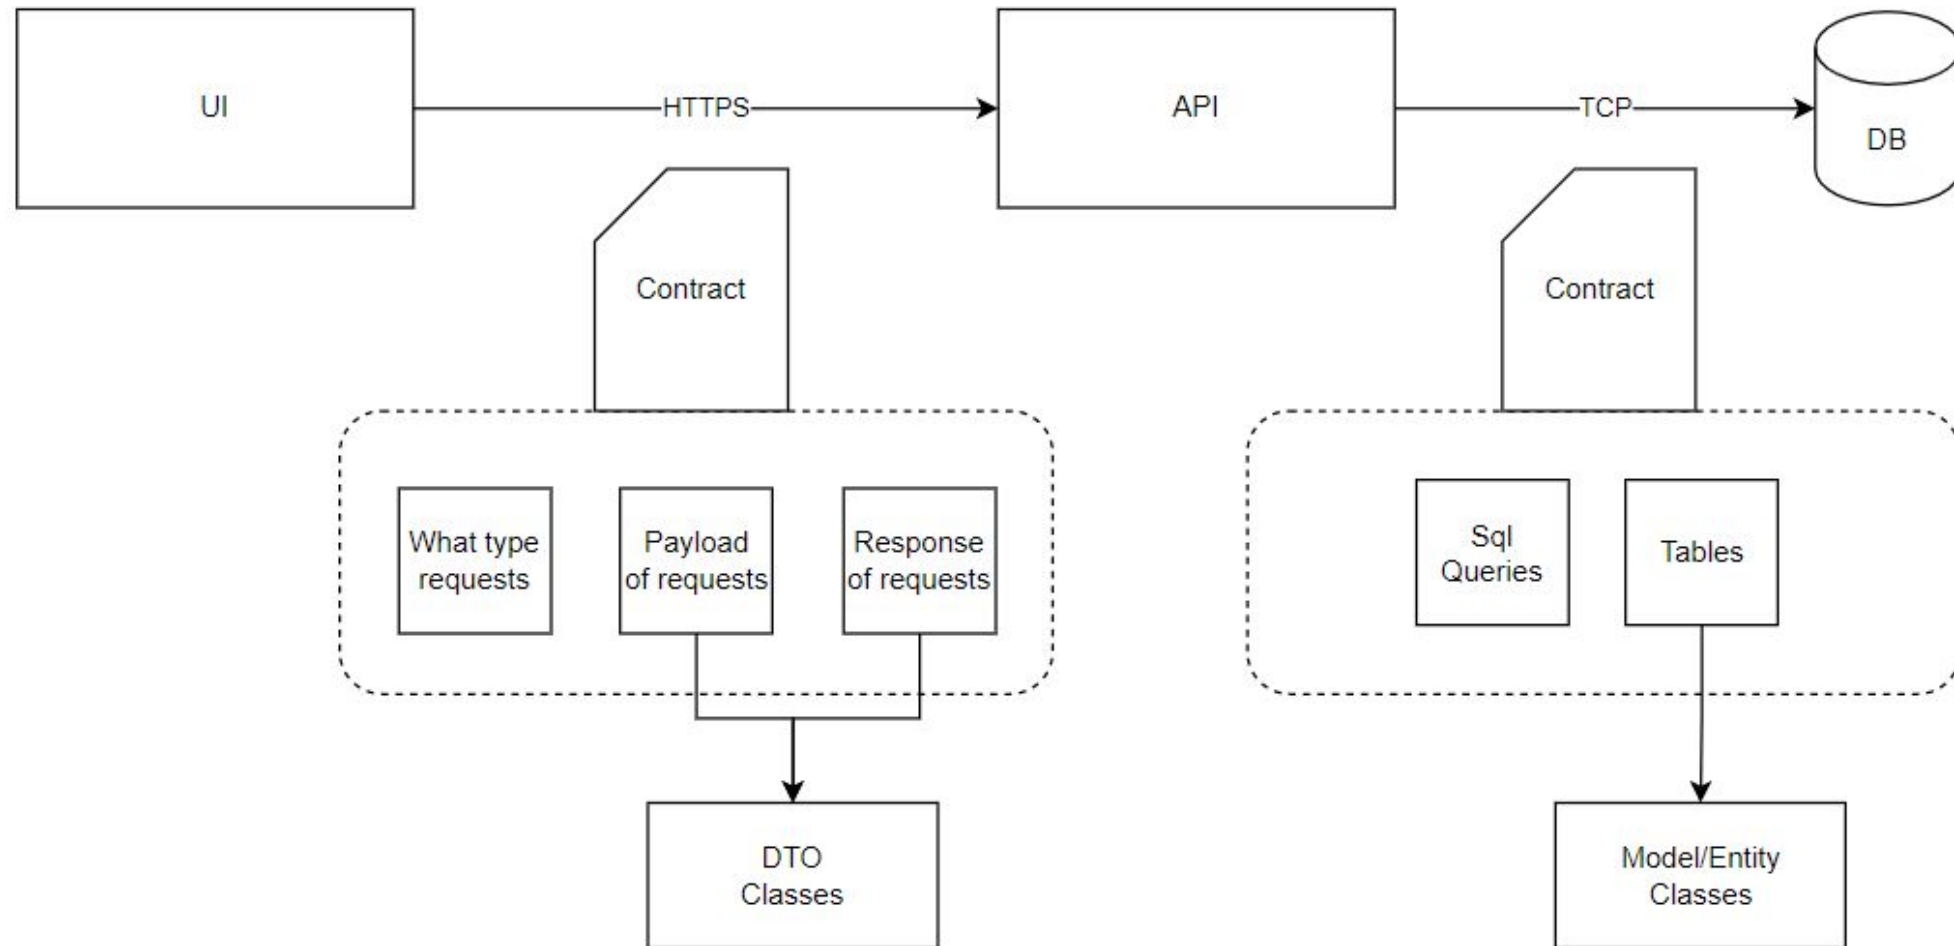 UI
HTTPS
API
TCP
DB
Contract
Contract
What type
requests
Payload
of requests
Response
of requests
Sql
Queries
Tables
DTO
Classes
Model/Entity
Classes